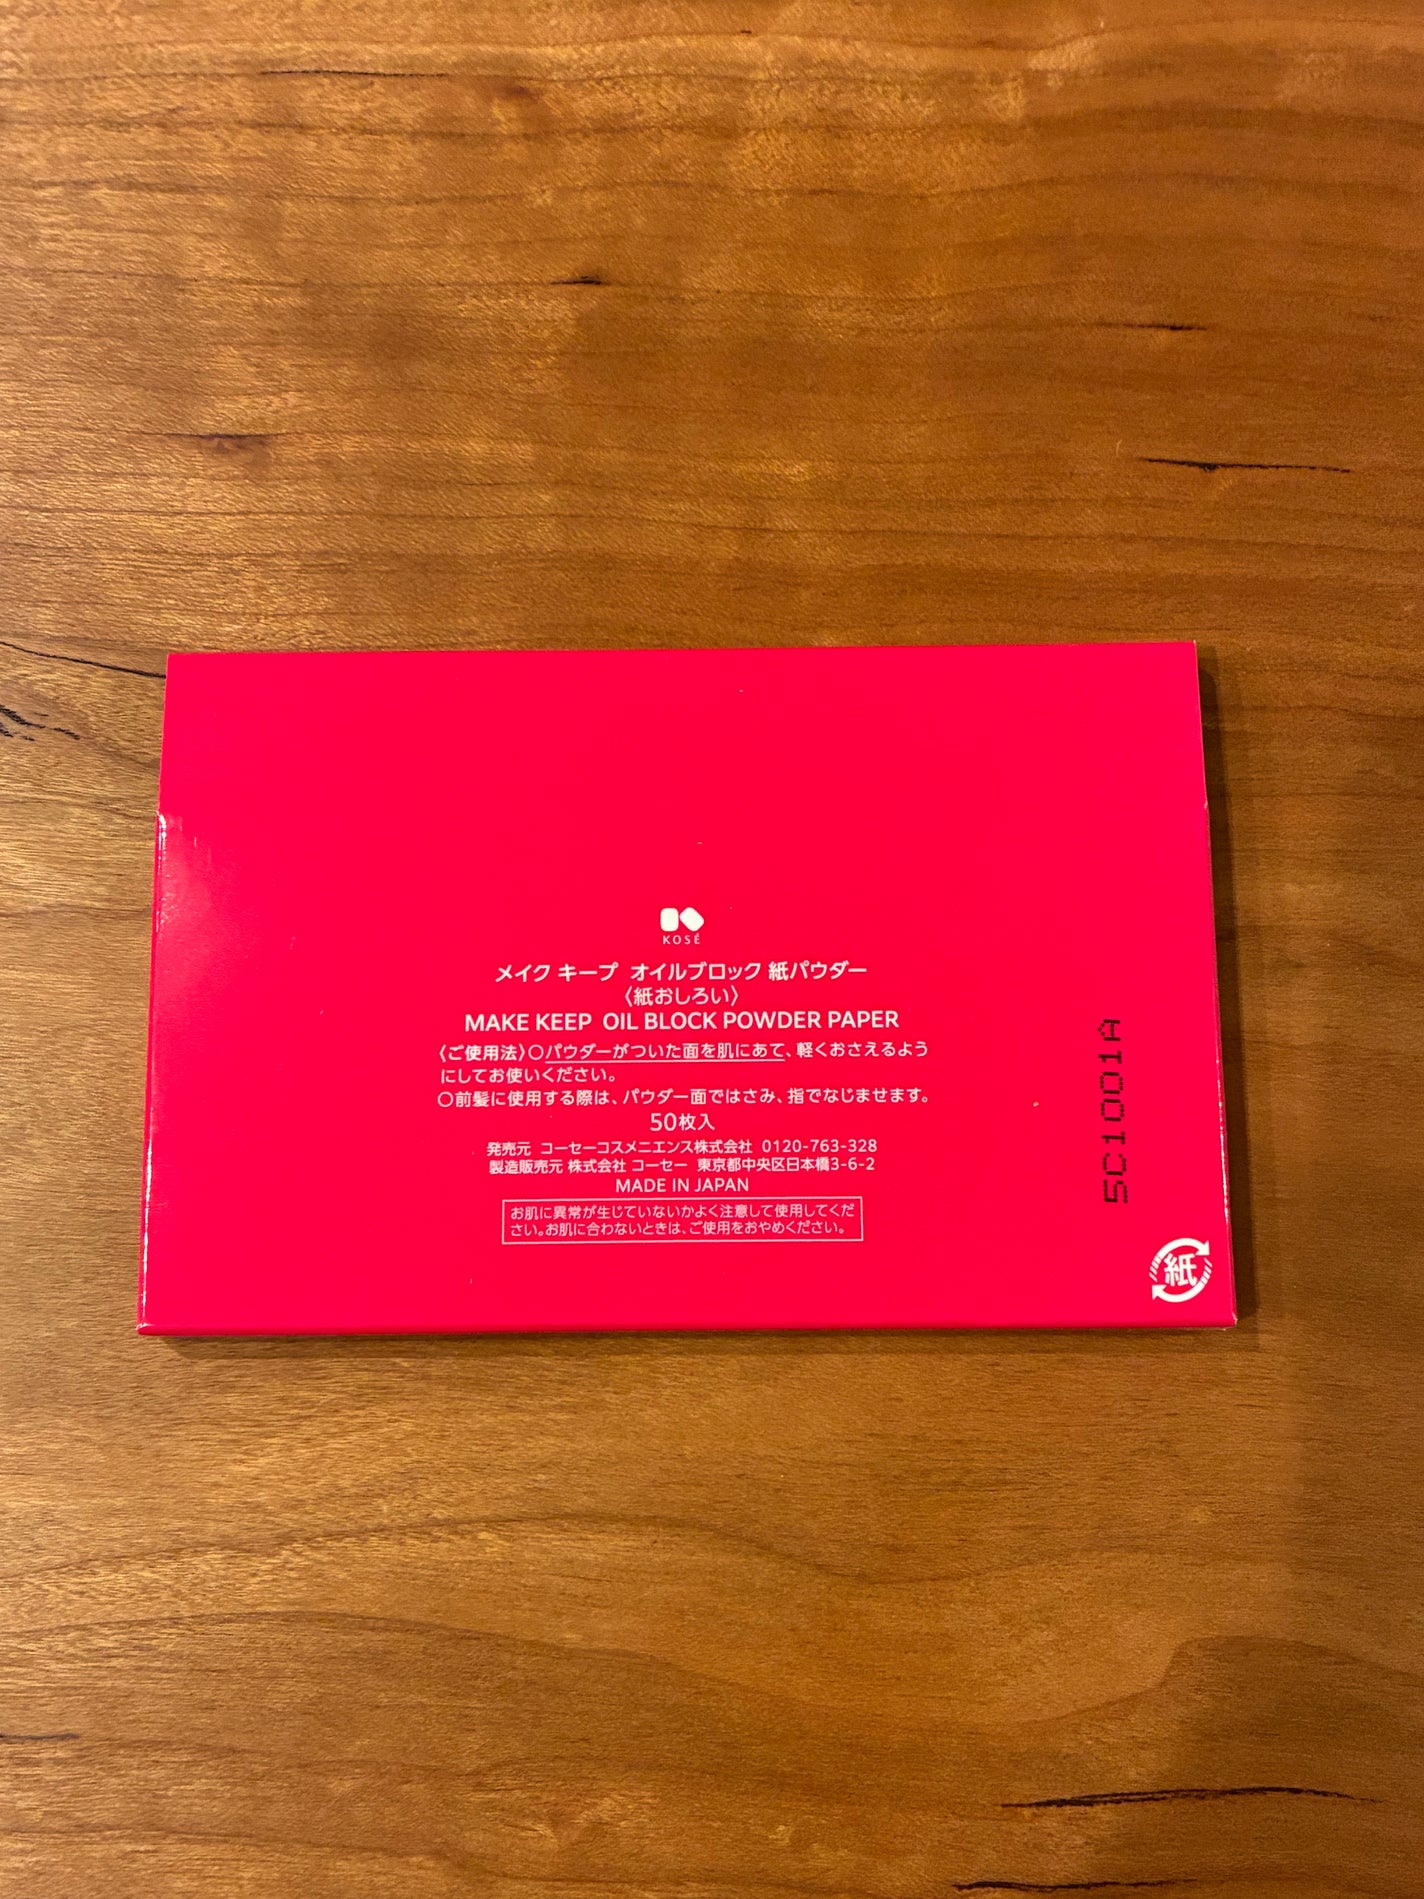 KOSÉ
メイク キープ オイルブロック 紙パウダー
〈紙おしろい〉
MAKE KEEP OIL BLOCK POWDER PAPER
〈ご使用法〉○パウダーがついた面を肌にあて、軽くおさえるよう
にしてお使いください。
○前髪に使用する際は、パウダー面ではさみ、指でなじませます。
50枚入
発売元 コーセーコスメニエンス株式会社 0120-763-328
製造販売元 株式会社 コーセー 東京都中央区日本橋3-6-2
MADE IN JAPAN
お肌に異常が生じていないかよく注意して使用してくだ
さい。お肌に合わないときは、ご使用をおやめください。
5C1001A
紙